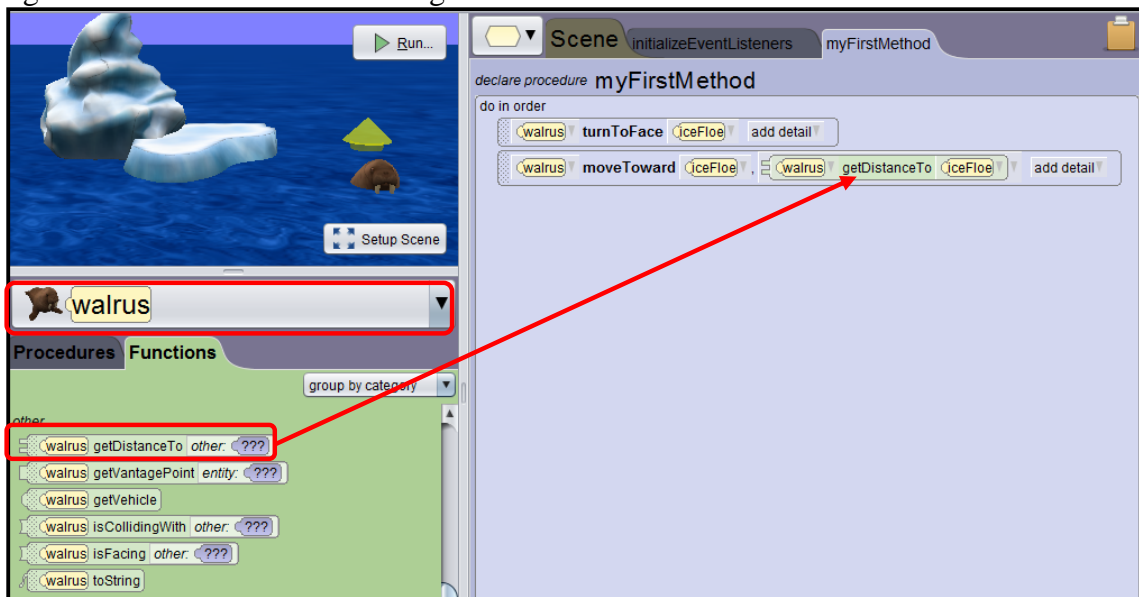 Run...
Setup Scene
walrus
Procedures Functions
group by category
other
walrus getDistanceTo other: ???
walrus getVantagePoint entity: ???
walrus getVehicle
walrus isCollidingWith other: ???
walrus isFacing other: ???
walrus toString
Scene initializeEventListeners myFirstMethod
declare procedure myFirstMethod
do in order
walrus turnToFace iceFloe add detail
walrus moveToward iceFloe , walrus getDistanceTo iceFloe add detail